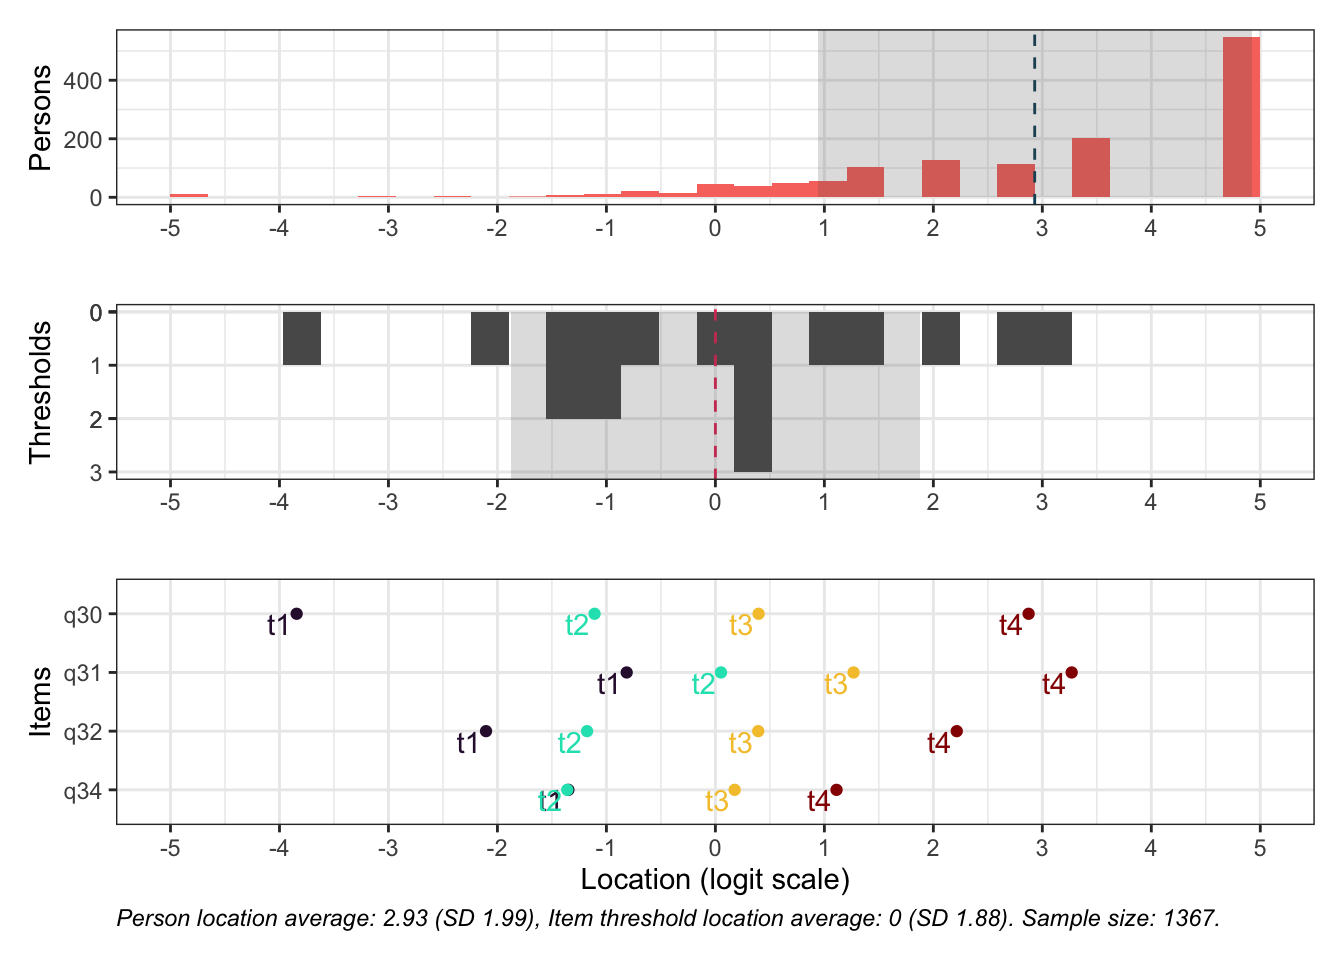 Persons
400
200
0
-5 -4 -3 -2 -1 0 1 2 3 4 5
Thresholds
0
1
2
3
-5 -4 -3 -2 -1 0 1 2 3 4 5
Items
q30 t1 t2 t3 t4
q31 t1 t2 t3 t4
q32 t1 t2 t3 t4
q34 t1 t2 t3 t4
-5 -4 -3 -2 -1 0 1 2 3 4 5
Location (logit scale)
Person location average: 2.93 (SD 1.99), Item threshold location average: 0 (SD 1.88). Sample size: 1367.